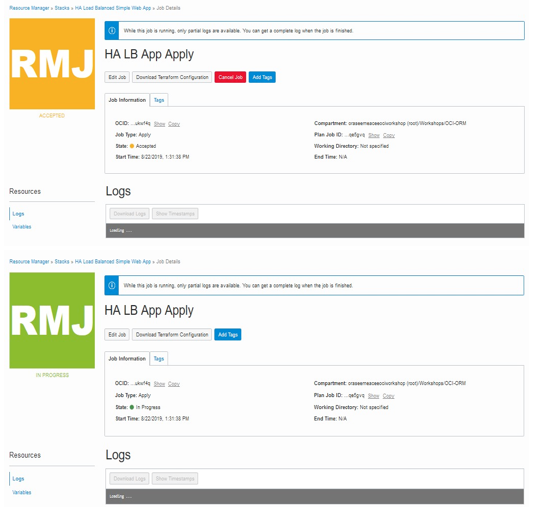 Resource Manager » Stacks » HA Load Balanced Simple Web App » Job Details
RMJ
ACCEPTED
While this job is running, only partial logs are available. You can get a complete log when the job is finished.
HA LB App Apply
Edit Job Download Terraform Configuration Cancel Job Add Tags
Job Information Tags
OCID: ...ukwf4q Show Copy
Job Type: Apply
State: Accepted
Start Time: 8/22/2019, 1:31:38 PM
Compartment: oraseemeaceociworkshop (root)/Workshops/OCI-ORM
Plan Job ID: ...qa5gvq Show Copy
Working Directory: Not specified
End Time: N/A
Resources
Logs
Variables
Logs
Download Logs Show Timestamps
Loading ...
Resource Manager » Stacks » HA Load Balanced Simple Web App » Job Details
RMJ
IN PROGRESS
While this job is running, only partial logs are available. You can get a complete log when the job is finished.
HA LB App Apply
Edit Job Download Terraform Configuration Add Tags
Job Information Tags
OCID: ...ukwf4q Show Copy
Job Type: Apply
State: In Progress
Start Time: 8/22/2019, 1:31:38 PM
Compartment: oraseemeaceociworkshop (root)/Workshops/OCI-ORM
Plan Job ID: ...qa5gvq Show Copy
Working Directory: Not specified
End Time: N/A
Resources
Logs
Variables
Logs
Download Logs Show Timestamps
Loading ...